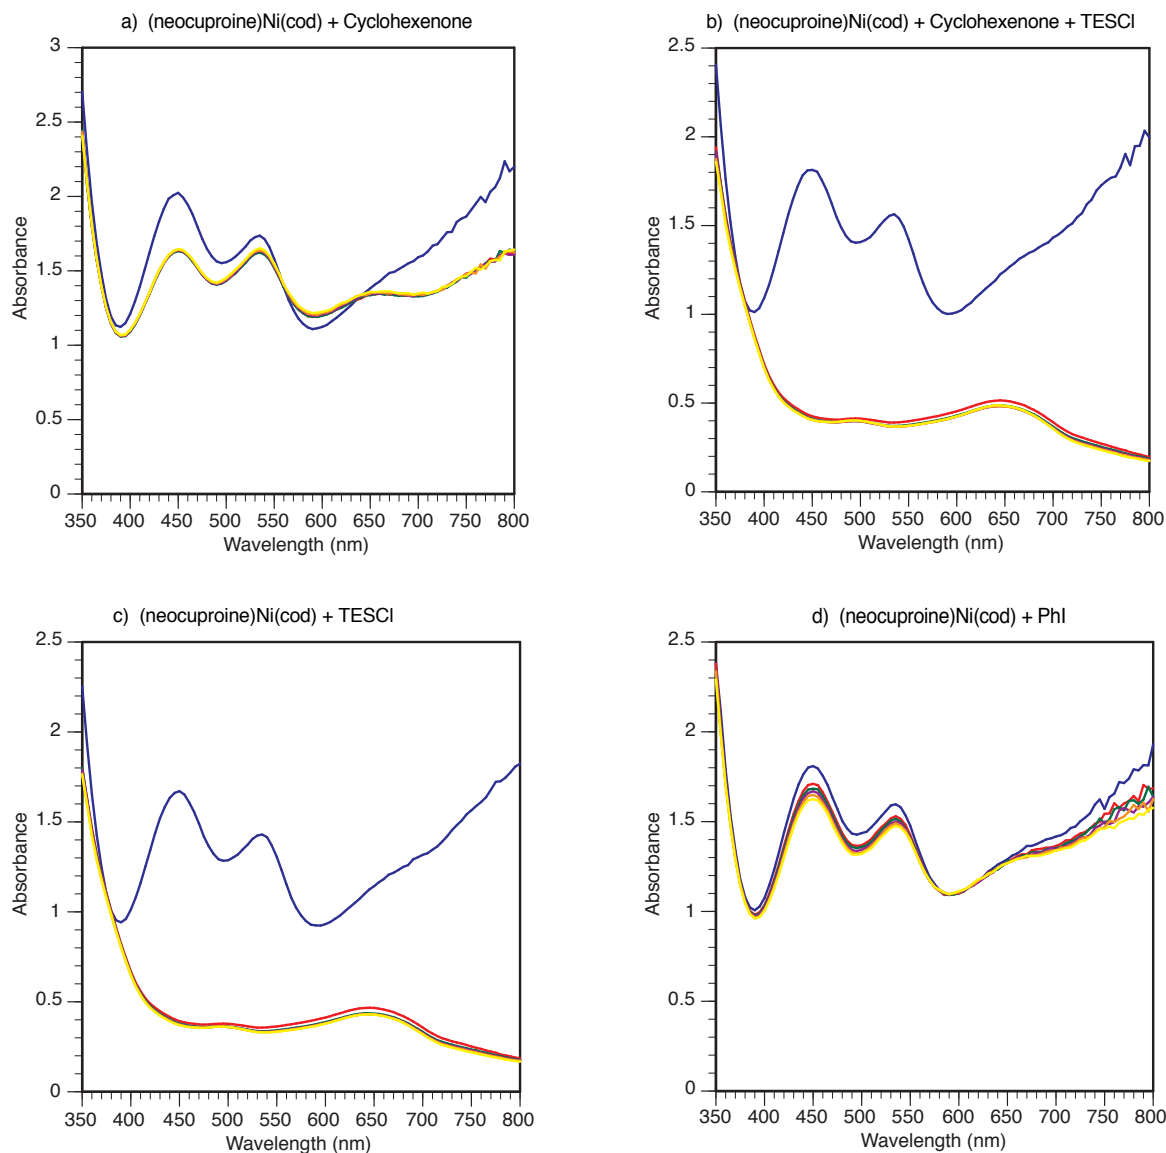 a) (neocuproine)Ni(cod) + Cyclohexenone
3
2.5
2
1.5
1
0.5
0
Absorbance
350 400 450 500 550 600 650 700 750 800
Wavelength (nm)
b) (neocuproine)Ni(cod) + Cyclohexenone + TESCl
2.5
2
1.5
1
0.5
0
Absorbance
350 400 450 500 550 600 650 700 750 800
Wavelength (nm)
c) (neocuproine)Ni(cod) + TESCl
2.5
2
1.5
1
0.5
0
Absorbance
350 400 450 500 550 600 650 700 750 800
Wavelength (nm)
d) (neocuproine)Ni(cod) + PhI
2.5
2
1.5
1
0.5
0
Absorbance
350 400 450 500 550 600 650 700 750 800
Wavelength (nm)